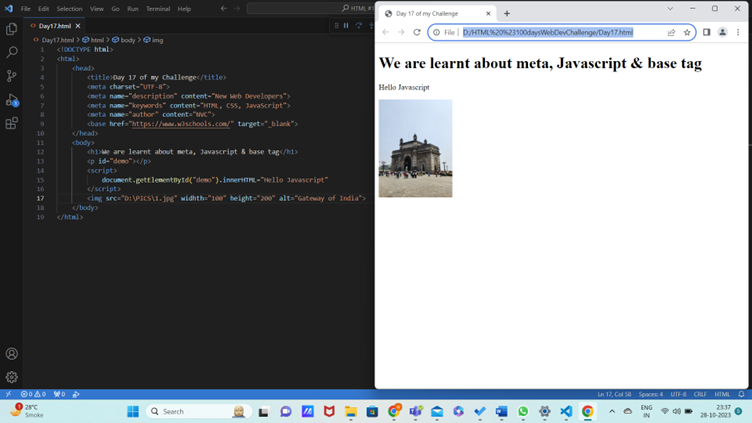 File Edit Selection View Go Run Terminal Help
HTML #1
Day17.html
Day17.html > html > body > img
1 <!DOCTYPE html>
2 <html>
3 <head>
4 <title>Day 17 of my Challenge</title>
5 <meta charset="UTF-8">
6 <meta name="description" content="New Web Developers">
7 <meta name="keywords" content="HTML, CSS, JavaScript">
8 <meta name="author" content="NVC">
9 <base href="https://www.w3schools.com/" target="_blank">
10 </head>
11 <body>
12 <h1>We are learnt about meta, Javascript & base tag</h1>
13 <p id="demo"></p>
14 <script>
15 document.getElementById("demo").innerHTML="Hello Javascript"
16 </script>
17 <img src="D:\PICS\1.jpg" widhth="100" height="200" alt="Gateway of India">
18 </body>
19 </html>
Day 17 of my Challenge
File D:/HTML%20%23100daysWebDevChallenge/Day17.html
We are learnt about meta, Javascript & base tag
Hello Javascript
0 0 0 Ln 17, Col 58 Spaces: 4 UTF-8 CRLF HTML
28°C
Smoke
Search
ENG
IN
23:37
28-10-2023